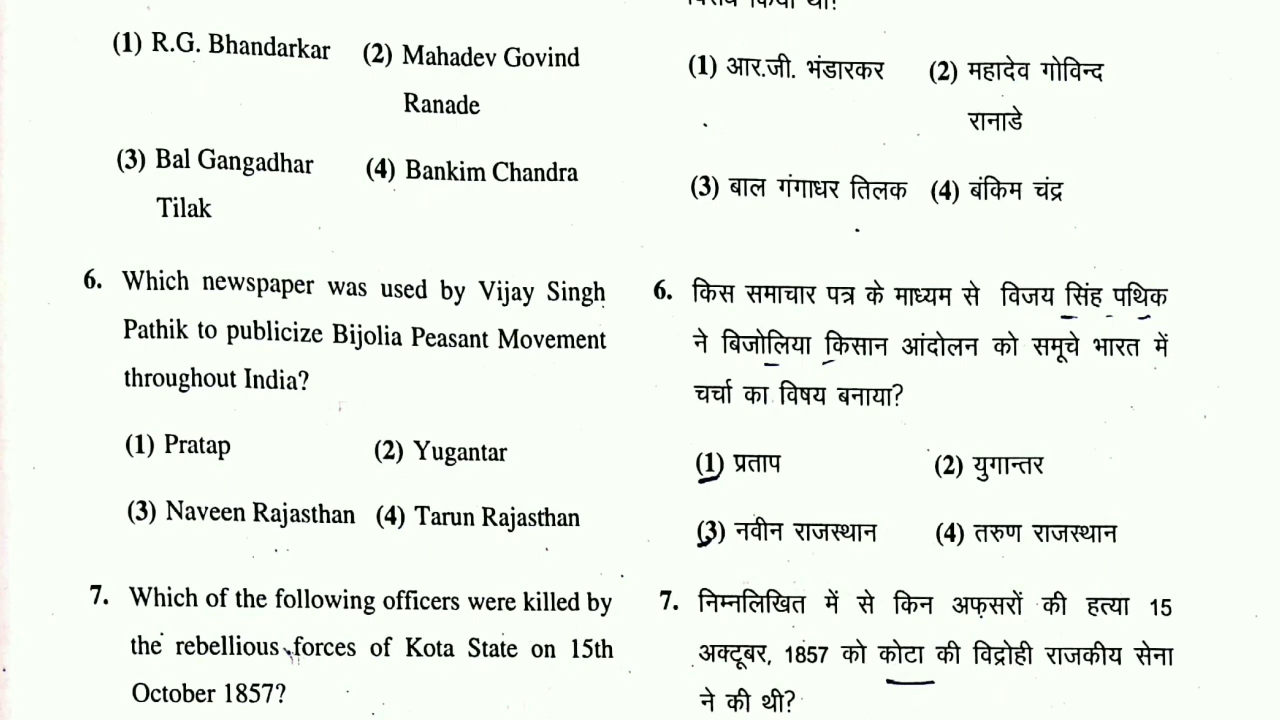 (1) R.G. Bhandarkar (2) Mahadev Govind
Ranade
(3) Bal Gangadhar (4) Bankim Chandra
Tilak
6. Which newspaper was used by Vijay Singh
Pathik to publicize Bijolia Peasant Movement
throughout India?
(1) Pratap (2) Yugantar
(3) Naveen Rajasthan (4) Tarun Rajasthan
7. Which of the following officers were killed by
the rebellious forces of Kota State on 15th
October 1857?
(1) आर.जी. भंडारकर (2) महादेव गोविन्द
रानाडे
(3) बाल गंगाधर तिलक (4) बंकिम चंद्र
6. किस समाचार पत्र के माध्यम से विजय सिंह पथिक
ने बिजोलिया किसान आंदोलन को समूचे भारत में
चर्चा का विषय बनाया?
(1) प्रताप (2) युगान्तर
(3) नवीन राजस्थान (4) तरुण राजस्थान
7. निम्नलिखित में से किन अफ़सरों की हत्या 15
अक्टूबर, 1857 को कोटा की विद्रोही राजकीय सेना
ने की थी?